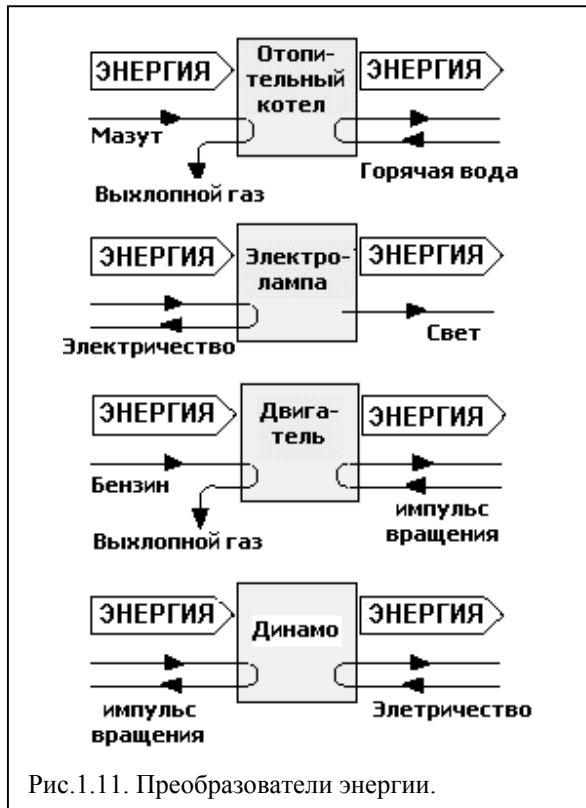 ЭНЕРГИЯ
Отопи-
тельный
котел
ЭНЕРГИЯ
Мазут
Выхлопной газ
Горячая вода
ЭНЕРГИЯ
Электро-
лампа
ЭНЕРГИЯ
Электричество
Свет
ЭНЕРГИЯ
Двига-
тель
ЭНЕРГИЯ
Бензин
Выхлопной газ
импульс
вращения
ЭНЕРГИЯ
Динамо
ЭНЕРГИЯ
импульс
вращения
Элетричество
Рис.1.11. Преобразователи энергии.